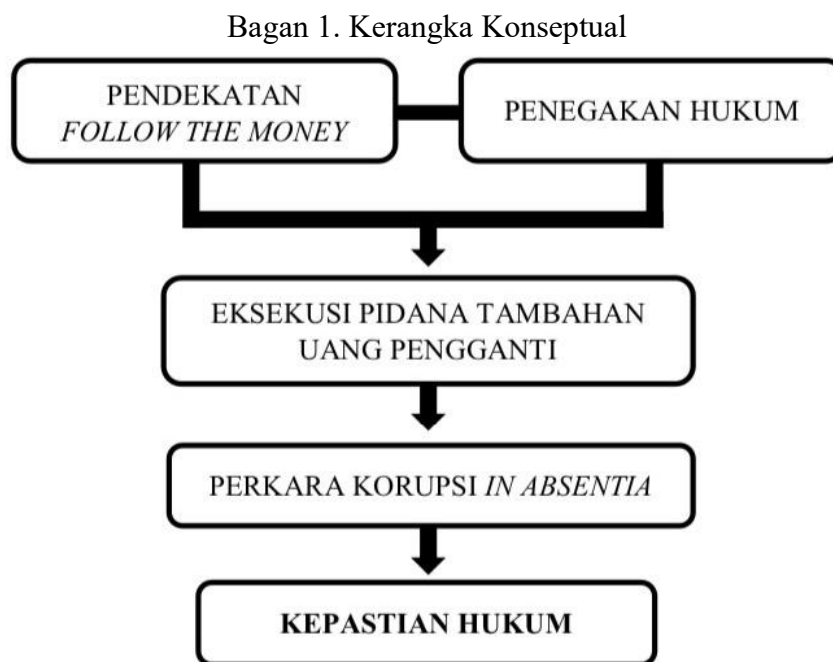 Bagan 1. Kerangka Konseptual
PENDEKATAN
FOLLOW THE MONEY
PENEGAKAN HUKUM
EKSEKUSI PIDANA TAMBAHAN
UANG PENGGANTI
PERKARA KORUPSI IN ABSENTIA
KEPASTIAN HUKUM